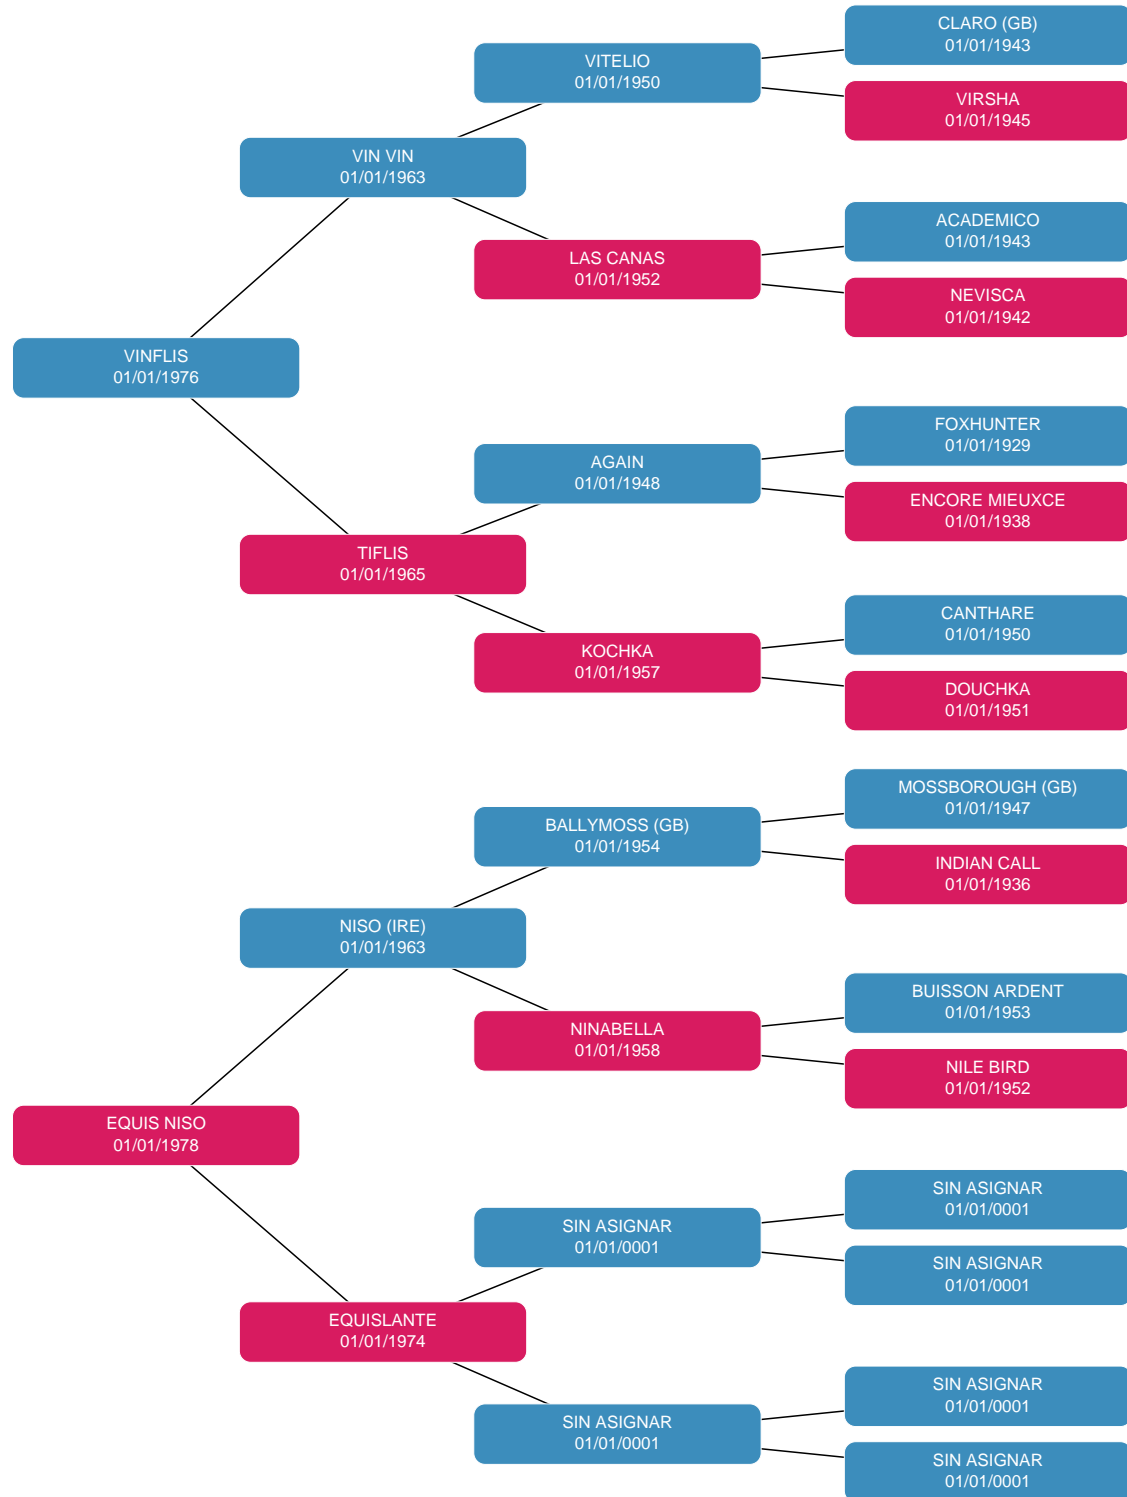 CLARO (GB)
01/01/1943
VITELIO
01/01/1950
VIRSHA
01/01/1945
VIN VIN
01/01/1963
ACADEMICO
01/01/1943
LAS CANAS
01/01/1952
NEVISCA
01/01/1942
VINFLIS
01/01/1976
FOXHUNTER
01/01/1929
AGAIN
01/01/1948
ENCORE MIEUXCE
01/01/1938
TIFLIS
01/01/1965
CANTHARE
01/01/1950
KOCHKA
01/01/1957
DOUCHKA
01/01/1951
MOSSBOROUGH (GB)
01/01/1947
BALLYMOSS (GB)
01/01/1954
INDIAN CALL
01/01/1936
NISO (IRE)
01/01/1963
BUISSON ARDENT
01/01/1953
NINABELLA
01/01/1958
NILE BIRD
01/01/1952
EQUIS NISO
01/01/1978
SIN ASIGNAR
01/01/0001
SIN ASIGNAR
01/01/0001
SIN ASIGNAR
01/01/0001
EQUISLANTE
01/01/1974
SIN ASIGNAR
01/01/0001
SIN ASIGNAR
01/01/0001
SIN ASIGNAR
01/01/0001